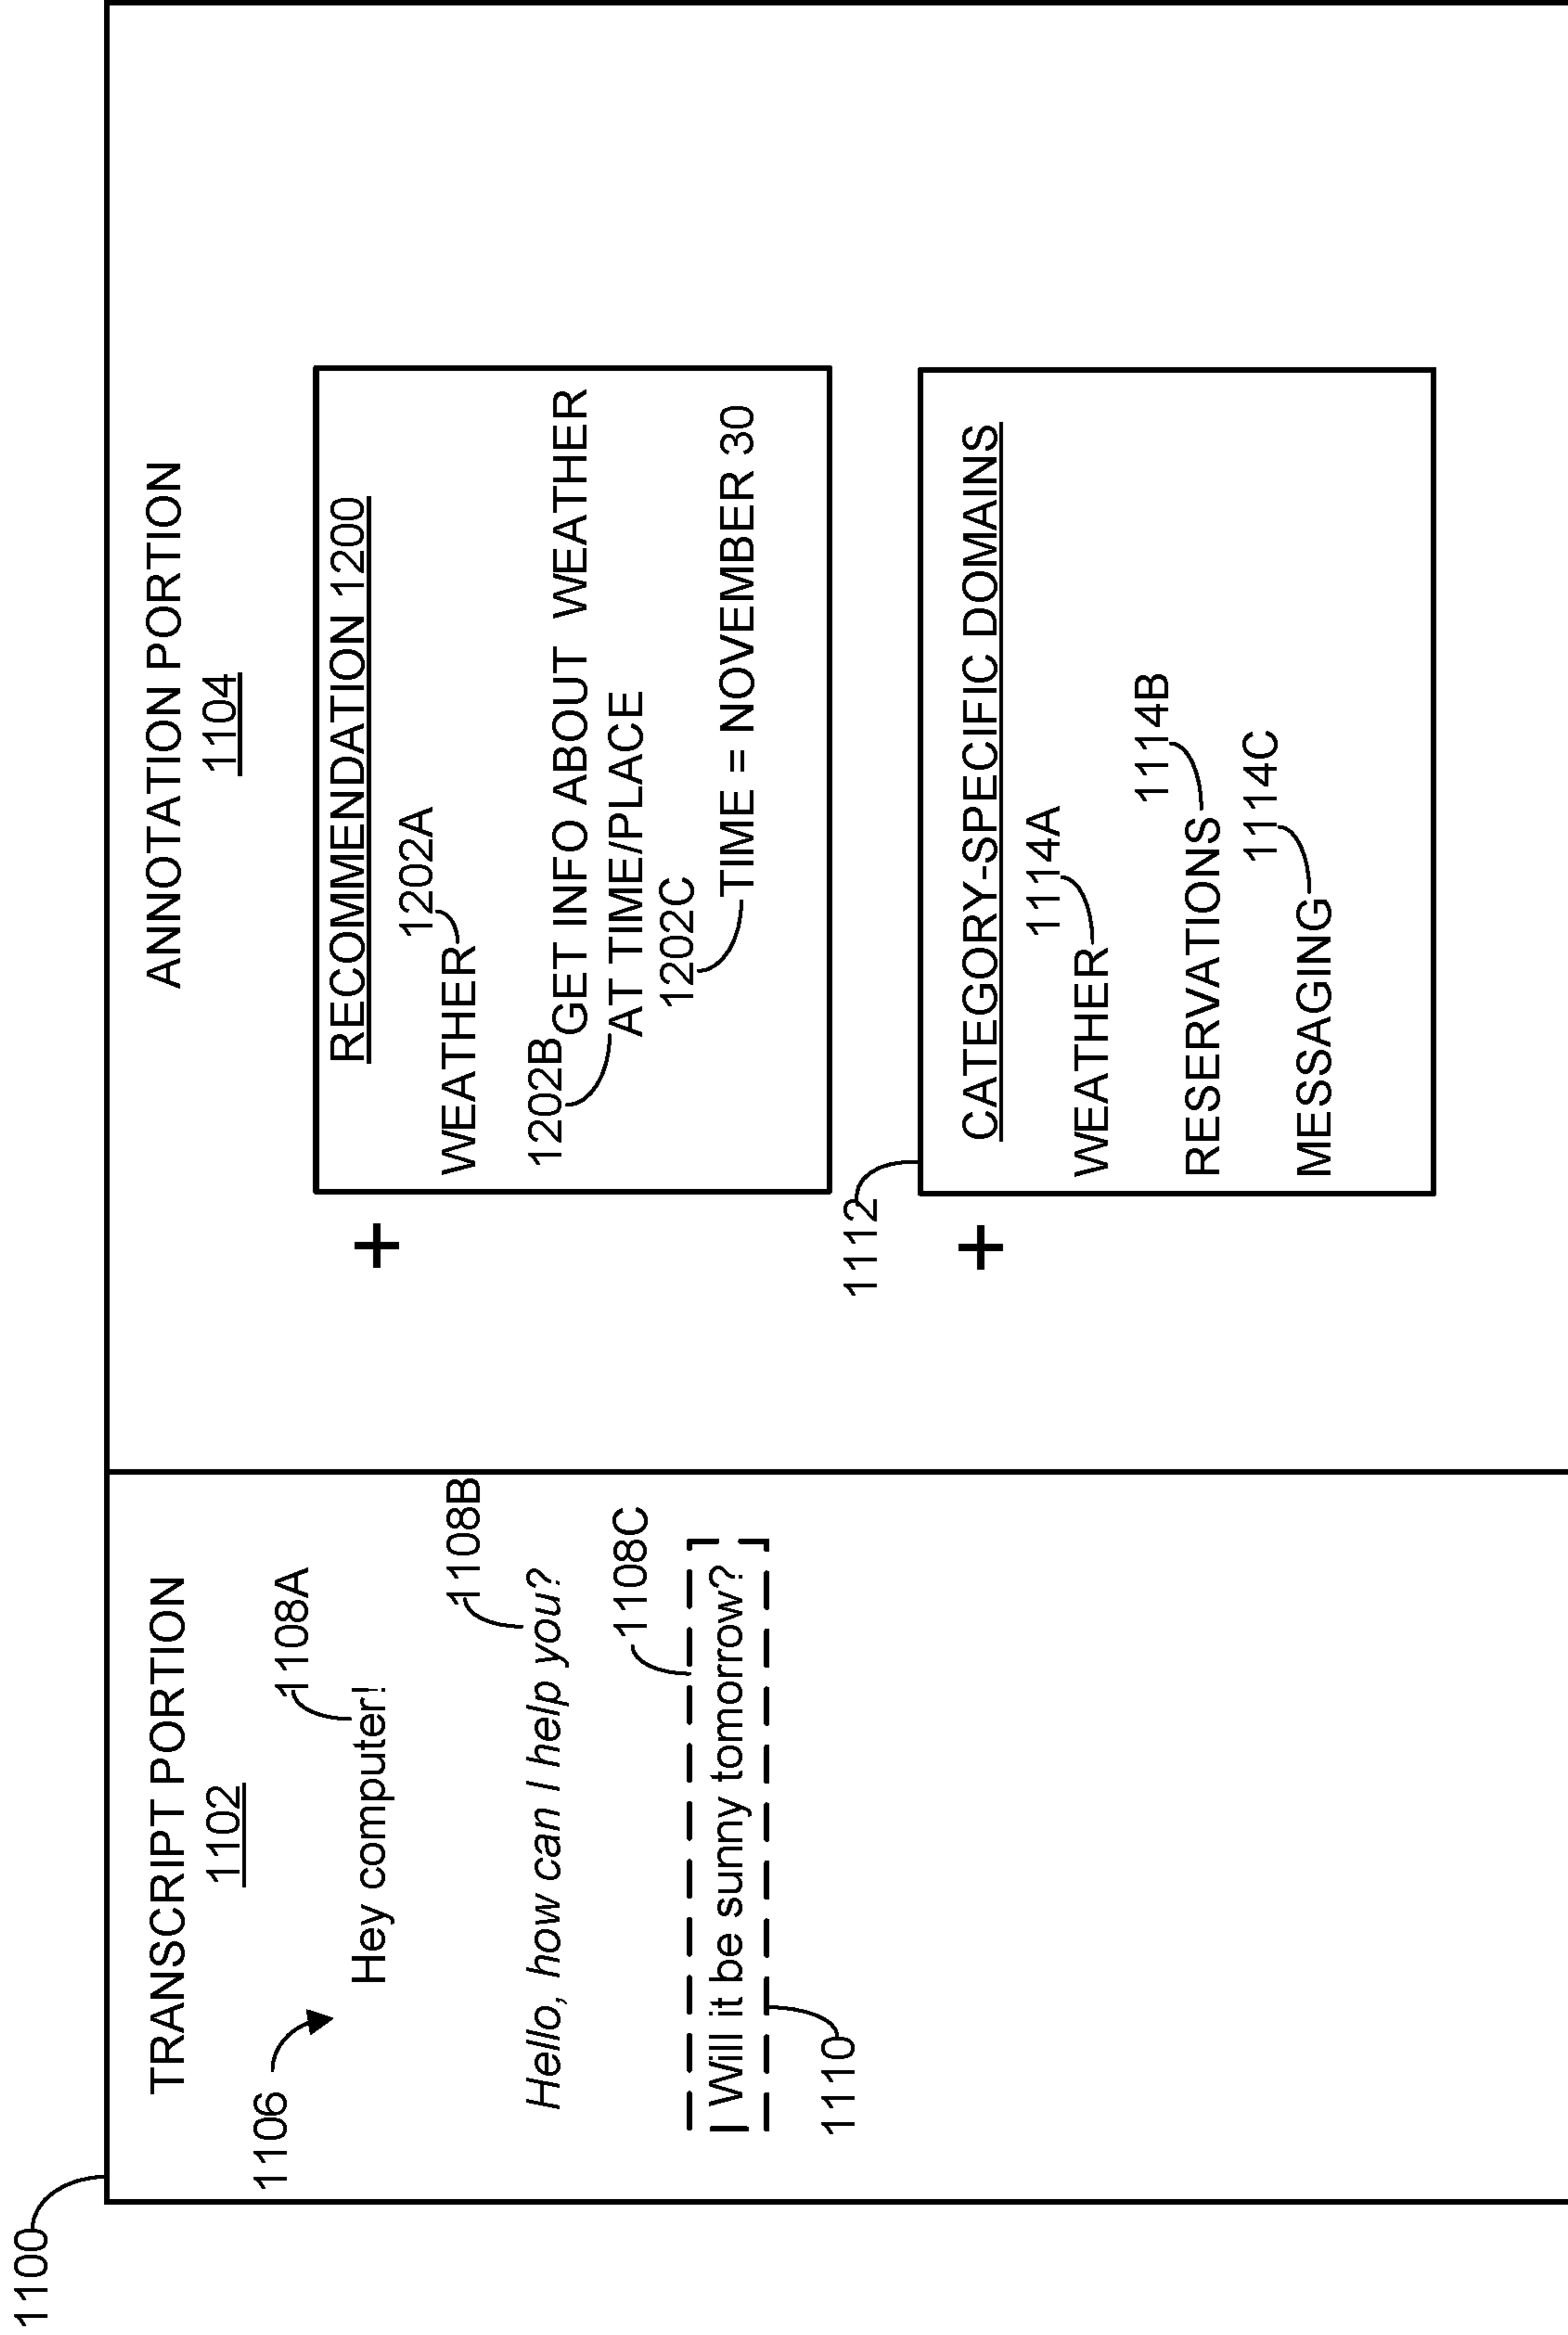 1100
TRANSCRIPT PORTION
1102
1106
1108A
Hey computer!
1108B
Hello, how can I help you?
1108C
Will it be sunny tomorrow?
1110
ANNOTATION PORTION
1104
+
RECOMMENDATION 1200
1202A
WEATHER
1202B
GET INFO ABOUT WEATHER
AT TIME/PLACE
1202C
TIME = NOVEMBER 30
1112
+
CATEGORY-SPECIFIC DOMAINS
1114A
WEATHER
1114B
RESERVATIONS
1114C
MESSAGING